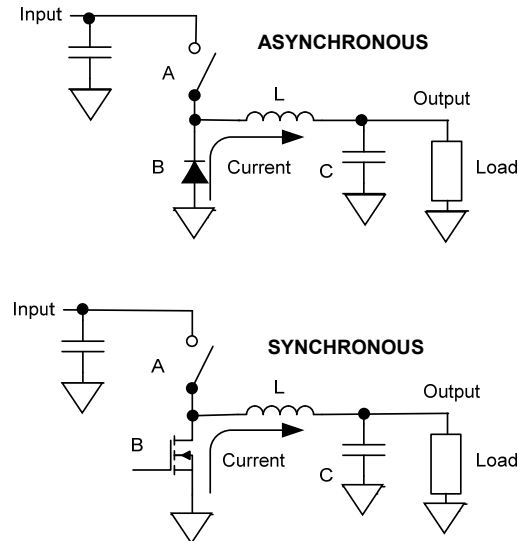 Input
ASYNCHRONOUS
A
L
Output
B
Current
C
Load
Input
SYNCHRONOUS
A
L
Output
B
Current
C
Load